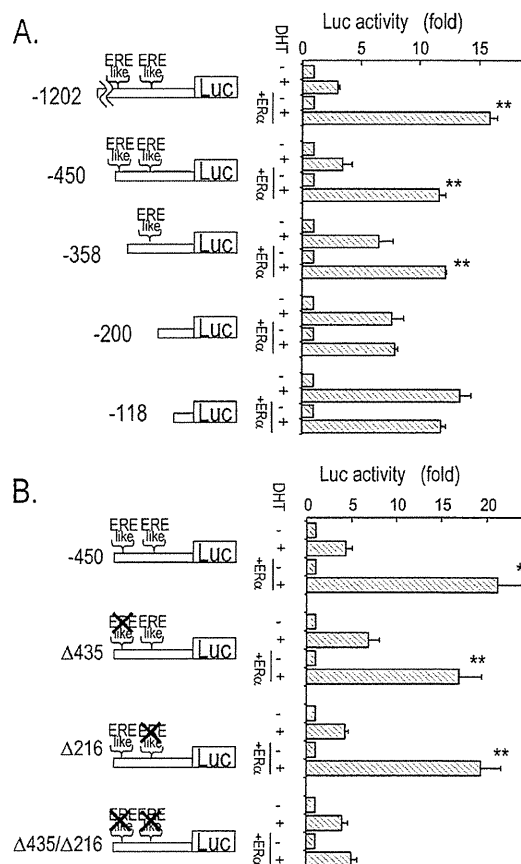 A.
Luc activity (fold)
0 5 10 15
DHT
ERE like ERE like
-1202 Luc
- + - +
+ERα
**
ERE ERE
like like
-450 Luc
- + - +
+ERα
**
ERE
like
-358 Luc
- + - +
+ERα
**
-200 Luc
- + - +
+ERα
-118 Luc
- + - +
+ERα
B.
Luc activity (fold)
0 5 10 15 20
DHT
ERE ERE
like like
-450 Luc
- + - +
+ERα
*
ERE ERE
like like
Δ435 Luc
- + - +
+ERα
**
ERE ERE
like like
Δ216 Luc
- + - +
+ERα
**
ERE ERE
like like
Δ435/Δ216 Luc
- + - +
+ERα